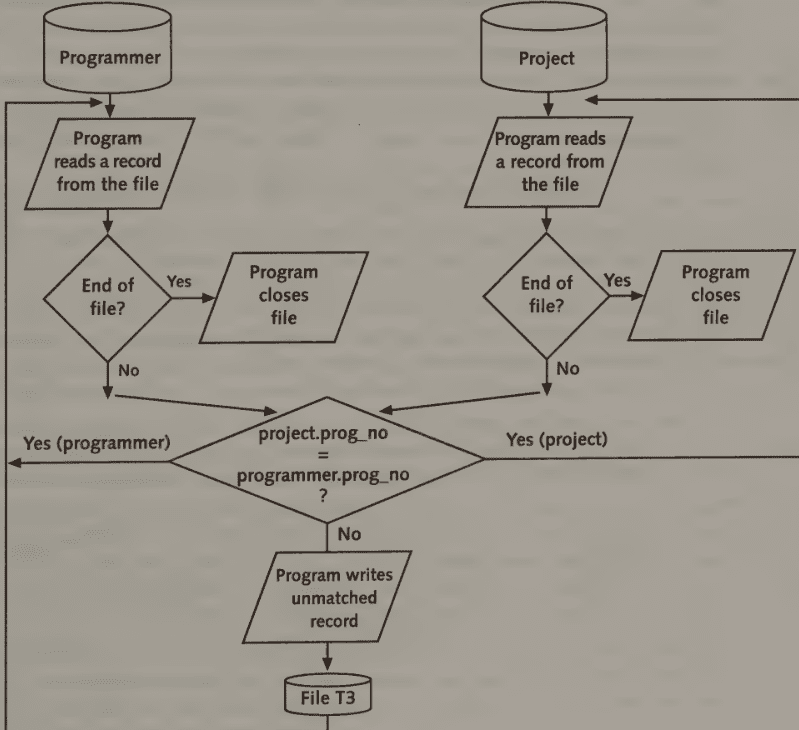 Programmer
Project
Program
reads a record
from the file
Program reads
a record from
the file
End of
file?
Yes
Program
closes
file
End of
file?
Yes
Program
closes
file
No
No
Yes (programmer)
project.prog_no
=
programmer.prog_no
?
Yes (project)
No
Program writes
unmatched
record
File T3